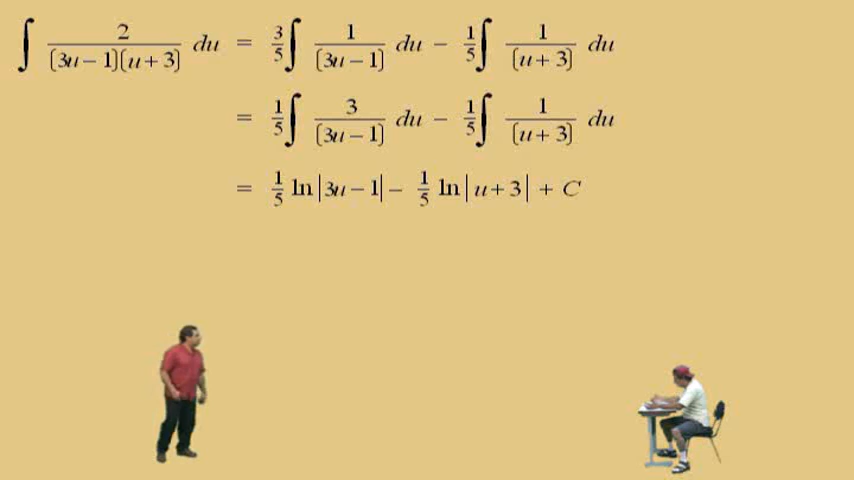 ∫ 2/((3u − 1)(u + 3)) du = 3/5 ∫ 1/(3u − 1) du − 1/5 ∫ 1/(u + 3) du
= 1/5 ∫ 3/(3u − 1) du − 1/5 ∫ 1/(u + 3) du
= 1/5 ln|3u − 1| − 1/5 ln|u + 3| + C